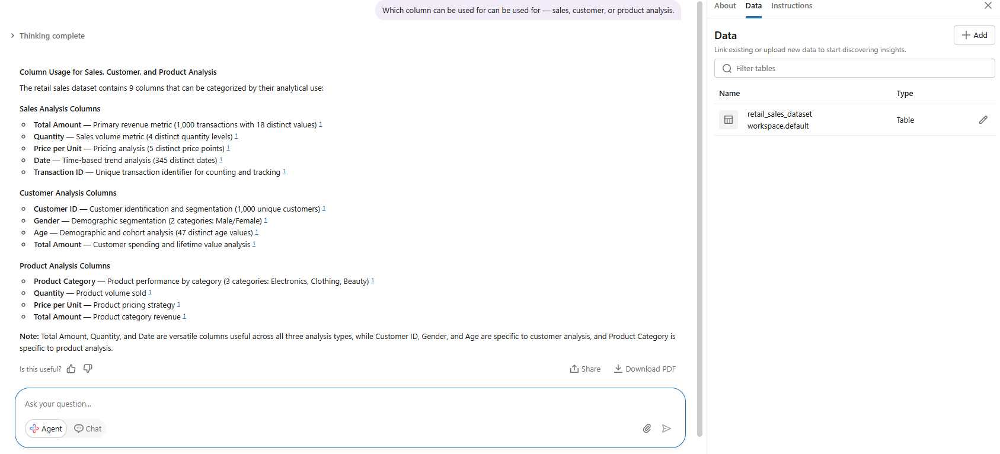 Which column can be used for can be used for — sales, customer, or product analysis.
Thinking complete
Column Usage for Sales, Customer, and Product Analysis
The retail sales dataset contains 9 columns that can be categorized by their analytical use:
Sales Analysis Columns
Total Amount — Primary revenue metric (1,000 transactions with 18 distinct values) 1
Quantity — Sales volume metric (4 distinct quantity levels) 1
Price per Unit — Pricing analysis (5 distinct price points) 1
Date — Time-based trend analysis (345 distinct dates) 1
Transaction ID — Unique transaction identifier for counting and tracking 1
Customer Analysis Columns
Customer ID — Customer identification and segmentation (1,000 unique customers) 1
Gender — Demographic segmentation (2 categories: Male/Female) 1
Age — Demographic and cohort analysis (47 distinct age values) 1
Total Amount — Customer spending and lifetime value analysis 1
Product Analysis Columns
Product Category — Product performance by category (3 categories: Electronics, Clothing, Beauty) 1
Quantity — Product volume sold 1
Price per Unit — Product pricing strategy 1
Total Amount — Product category revenue 1
Note: Total Amount, Quantity, and Date are versatile columns useful across all three analysis types, while Customer ID, Gender, and Age are specific to customer analysis, and Product Category is
specific to product analysis.
Is this useful?
Share
Download PDF
Ask your question...
Agent
Chat
About
Data
Instructions
Data
Add
Link existing or upload new data to start discovering insights.
Filter tables
Name
Type
retail_sales_dataset
workspace.default
Table